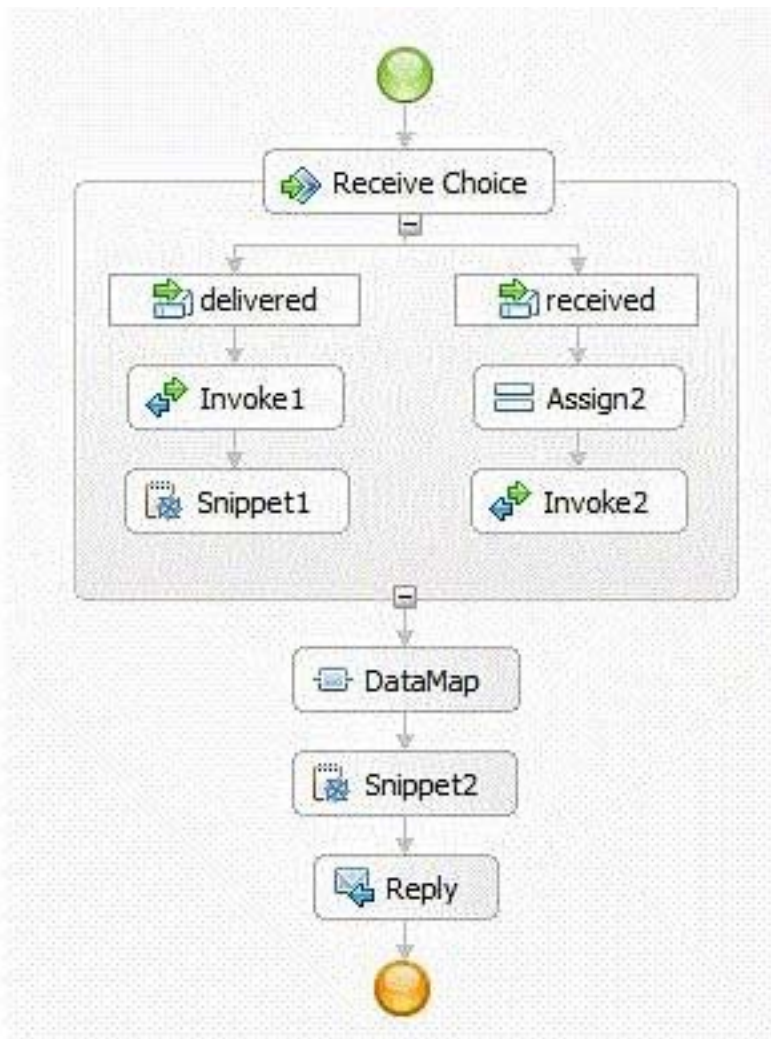 Receive Choice
delivered
received
Invoke1
Assign2
Snippet1
Invoke2
DataMap
Snippet2
Reply